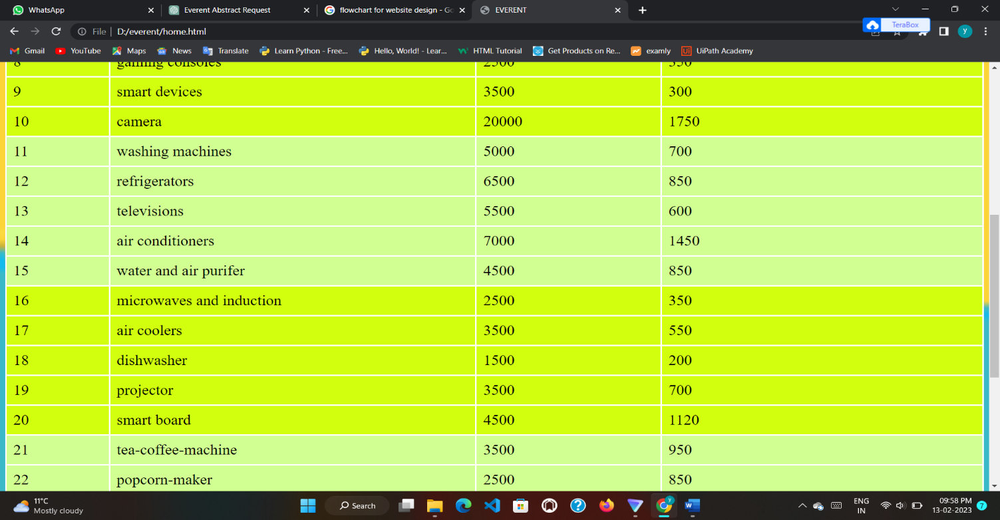 WhatsApp
Everent Abstract Request
flowchart for website design - Go
EVERENT
File
D:/everent/home.html
TeraBox
y
Gmail
YouTube
Maps
News
Translate
Learn Python - Free...
Hello, World! - Lear...
HTML Tutorial
Get Products on Re...
examly
UiPath Academy
8 gaming consoles 2500 350
9 smart devices 3500 300
10 camera 20000 1750
11 washing machines 5000 700
12 refrigerators 6500 850
13 televisions 5500 600
14 air conditioners 7000 1450
15 water and air purifer 4500 850
16 microwaves and induction 2500 350
17 air coolers 3500 550
18 dishwasher 1500 200
19 projector 3500 700
20 smart board 4500 1120
21 tea-coffee-machine 3500 950
22 popcorn-maker 2500 850
11°C
Mostly cloudy
Search
ENG
IN
09:58 PM
13-02-2023
7